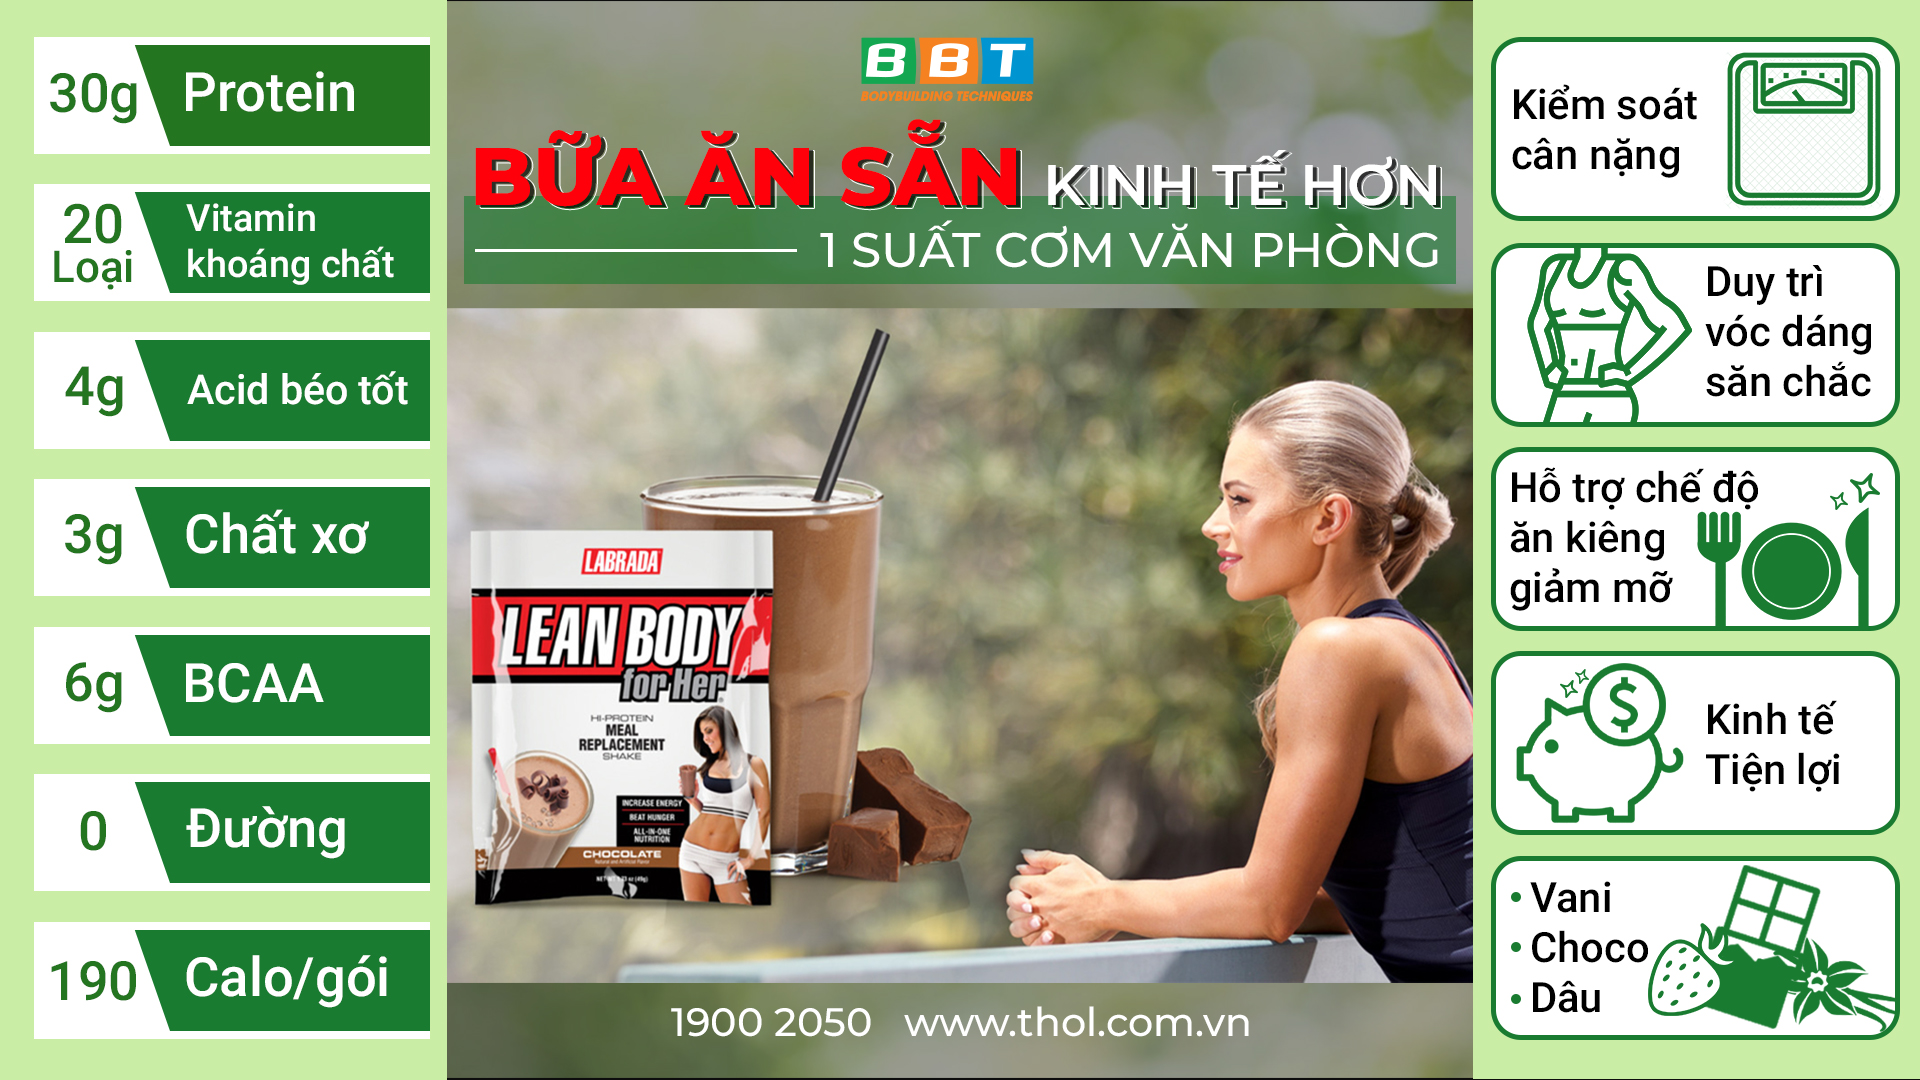 30g Protein
20 Loại
Vitamin
khoáng chất
4g Acid béo tốt
3g Chất xơ
6g BCAA
0 Đường
190 Calo/gói
BBT
BODYBUILDING TECHNIQUES
BỮA ĂN SẴN KINH TẾ HƠN
1 SUẤT CƠM VĂN PHÒNG
LABRADA
LEAN BODY
for Her
HI-PROTEIN
MEAL
REPLACEMENT
SHAKE
INCREASE ENERGY
BEAT HUNGER
ALL-IN-ONE
NUTRITION
CHOCOLATE
Natural and Artificial Flavor
1900 2050 www.thol.com.vn
Kiểm soát
cân nặng
Duy trì
vóc dáng
săn chắc
Hỗ trợ chế độ
ăn kiêng
giảm mỡ
$
Kinh tế
Tiện lợi
• Vani
• Choco
• Dâu